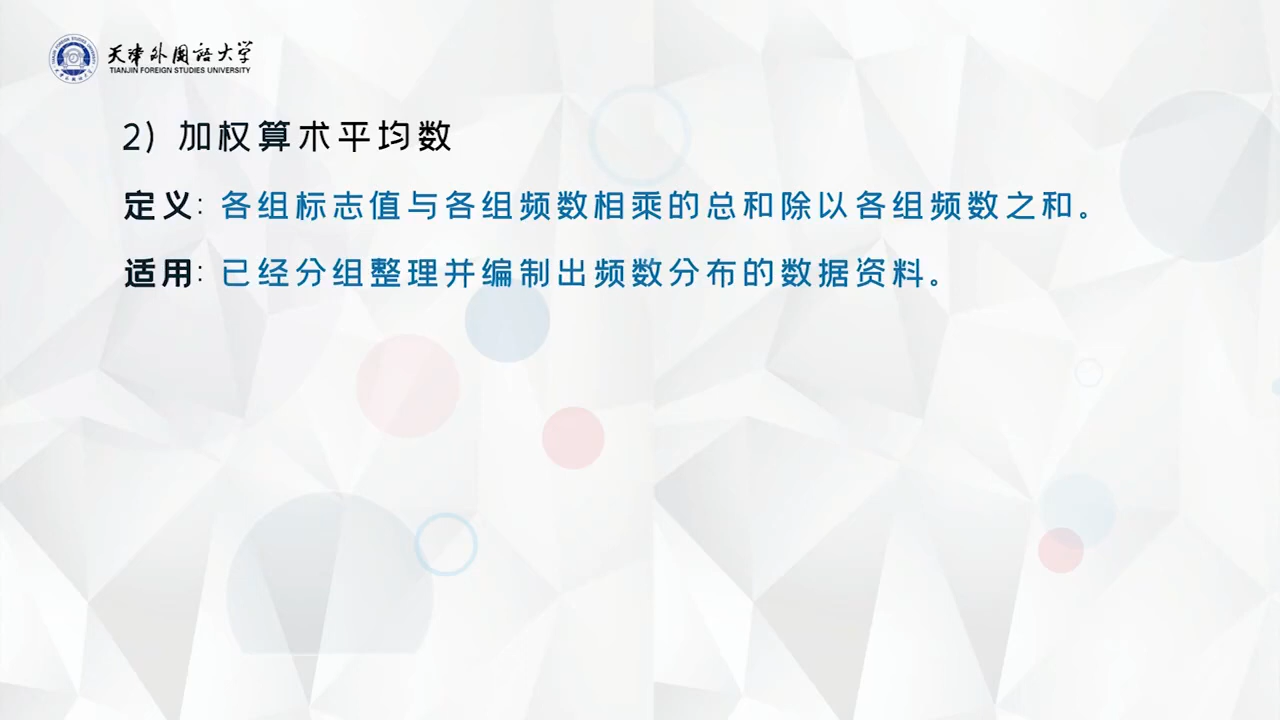 天津外国语大学
TIANJIN FOREIGN STUDIES UNIVERSITY
2) 加权算术平均数
定义: 各组标志值与各组频数相乘的总和除以各组频数之和。
适用: 已经分组整理并编制出频数分布的数据资料。